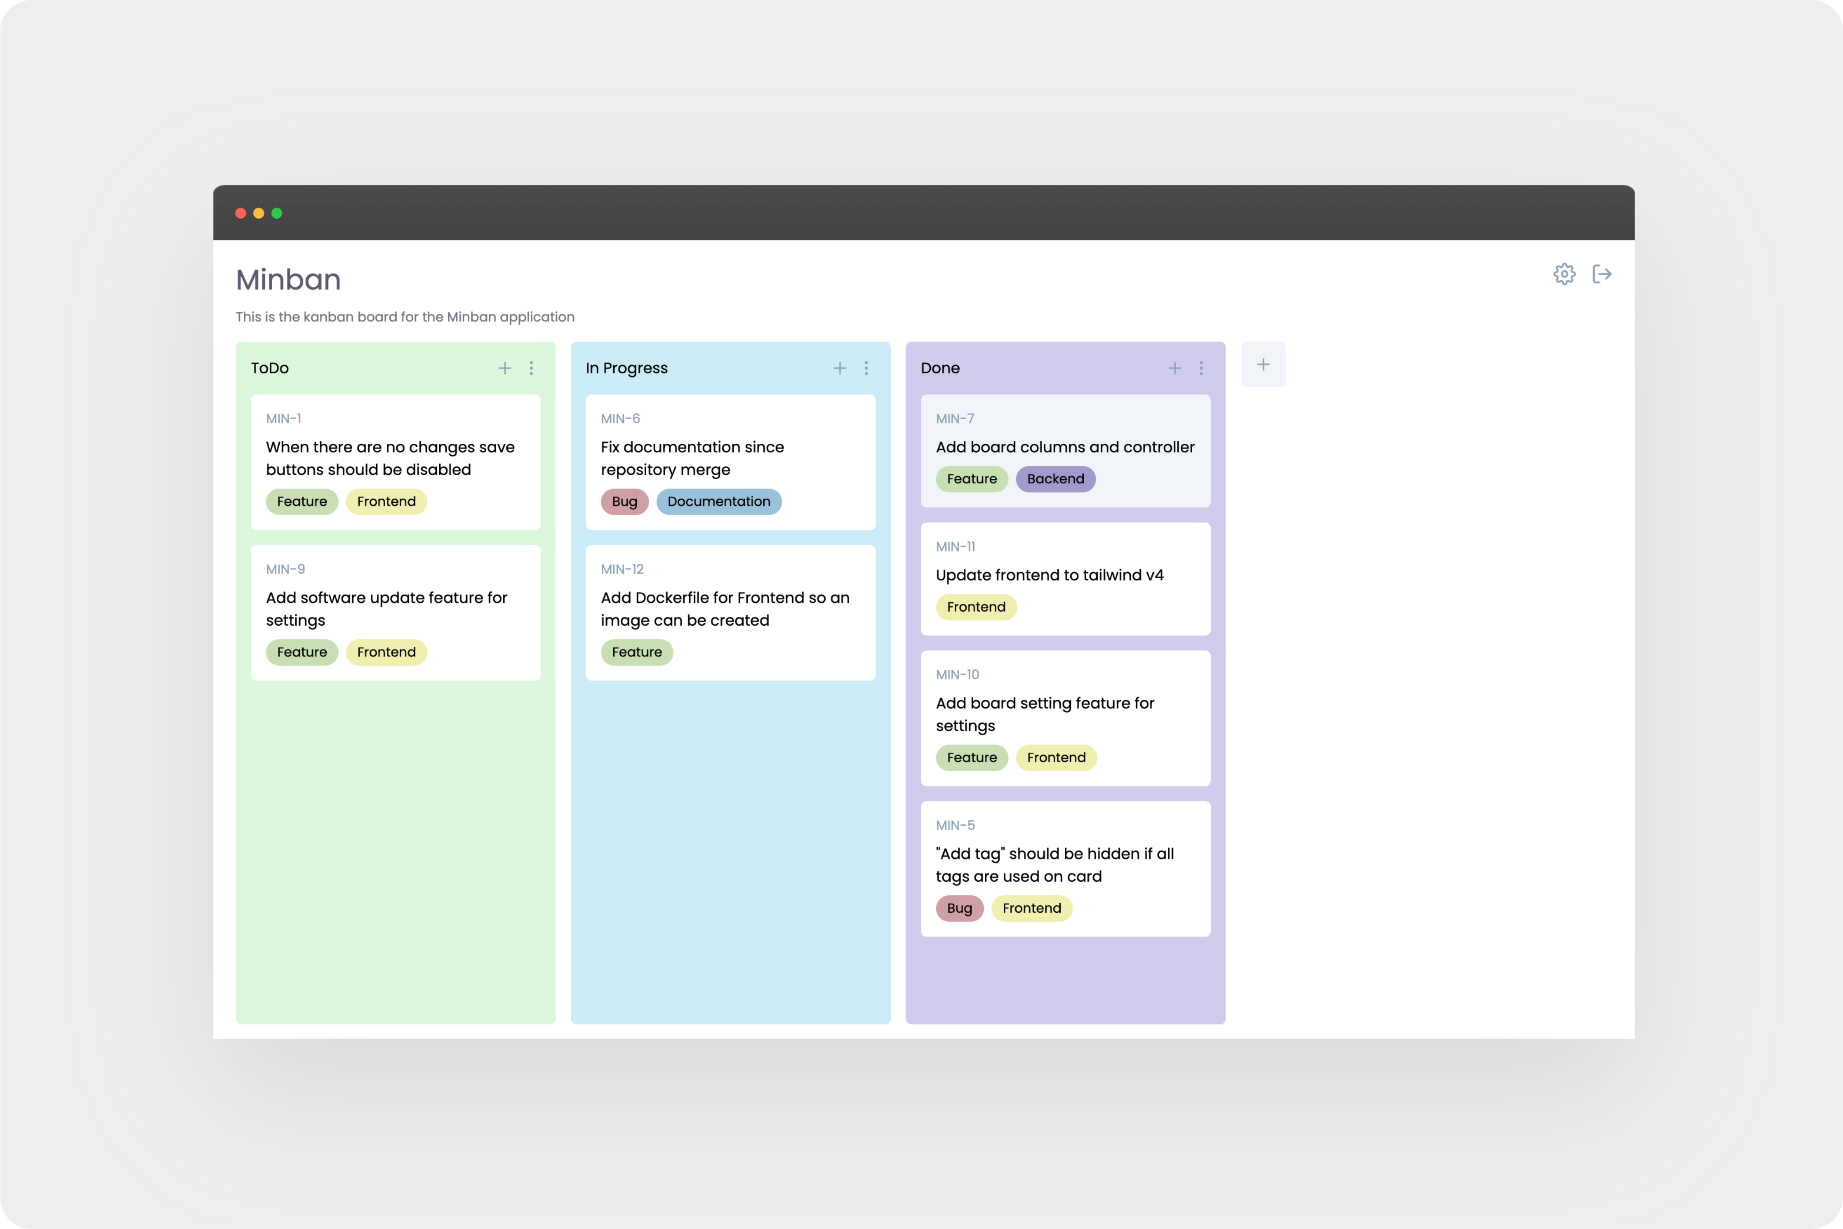 Minban
This is the kanban board for the Minban application
ToDo
MIN-1
When there are no changes save
buttons should be disabled
Feature Frontend
MIN-9
Add software update feature for
settings
Feature Frontend
In Progress
MIN-6
Fix documentation since
repository merge
Bug Documentation
MIN-12
Add Dockerfile for Frontend so an
image can be created
Feature
Done
MIN-7
Add board columns and controller
Feature Backend
MIN-11
Update frontend to tailwind v4
Frontend
MIN-10
Add board setting feature for
settings
Feature Frontend
MIN-5
"Add tag" should be hidden if all
tags are used on card
Bug Frontend